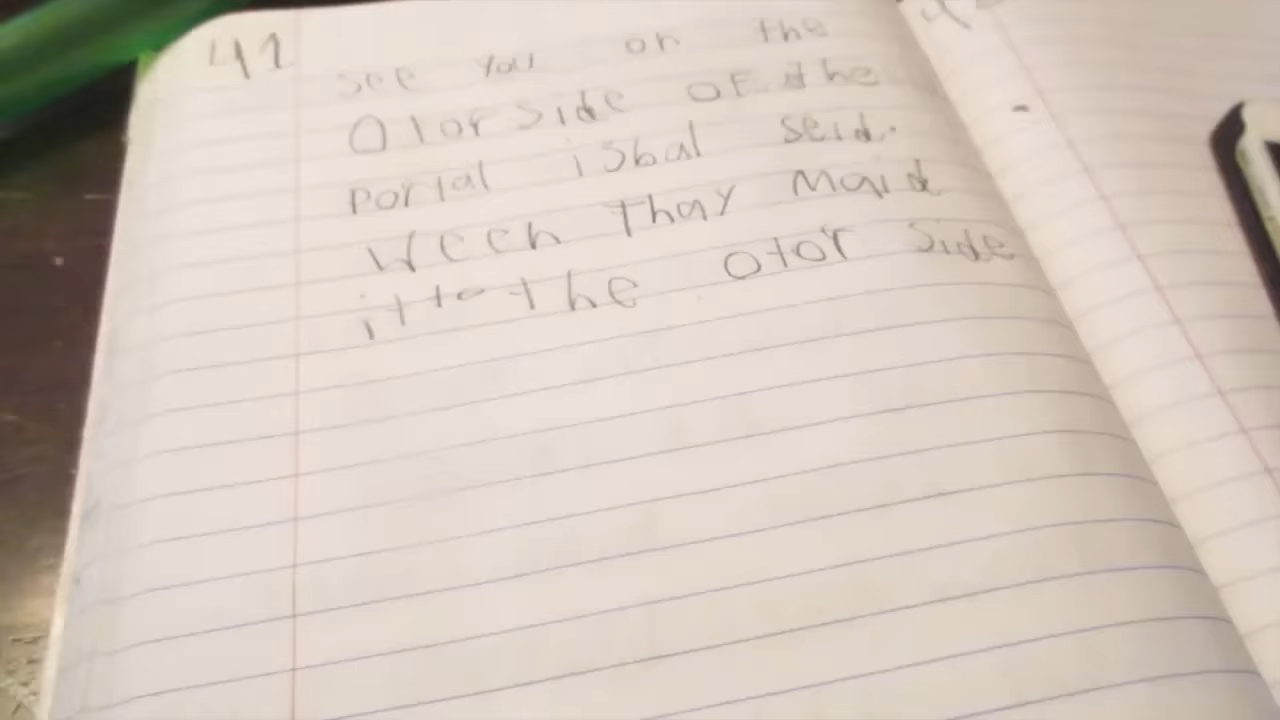 41
see you on the
Otor side of the
portal isbal seid.
Ween thay maid
it to the otor side